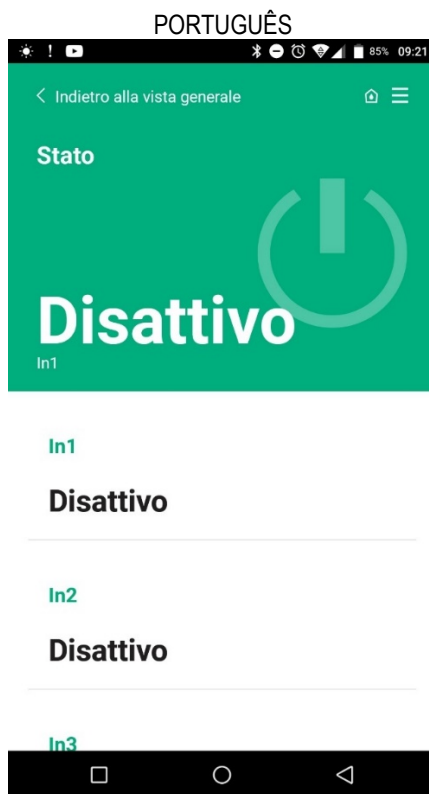 PORTUGUÊS
85% 09:21
Indietro alla vista generale
Stato
Disattivo
In1
In1
Disattivo
In2
Disattivo
In3